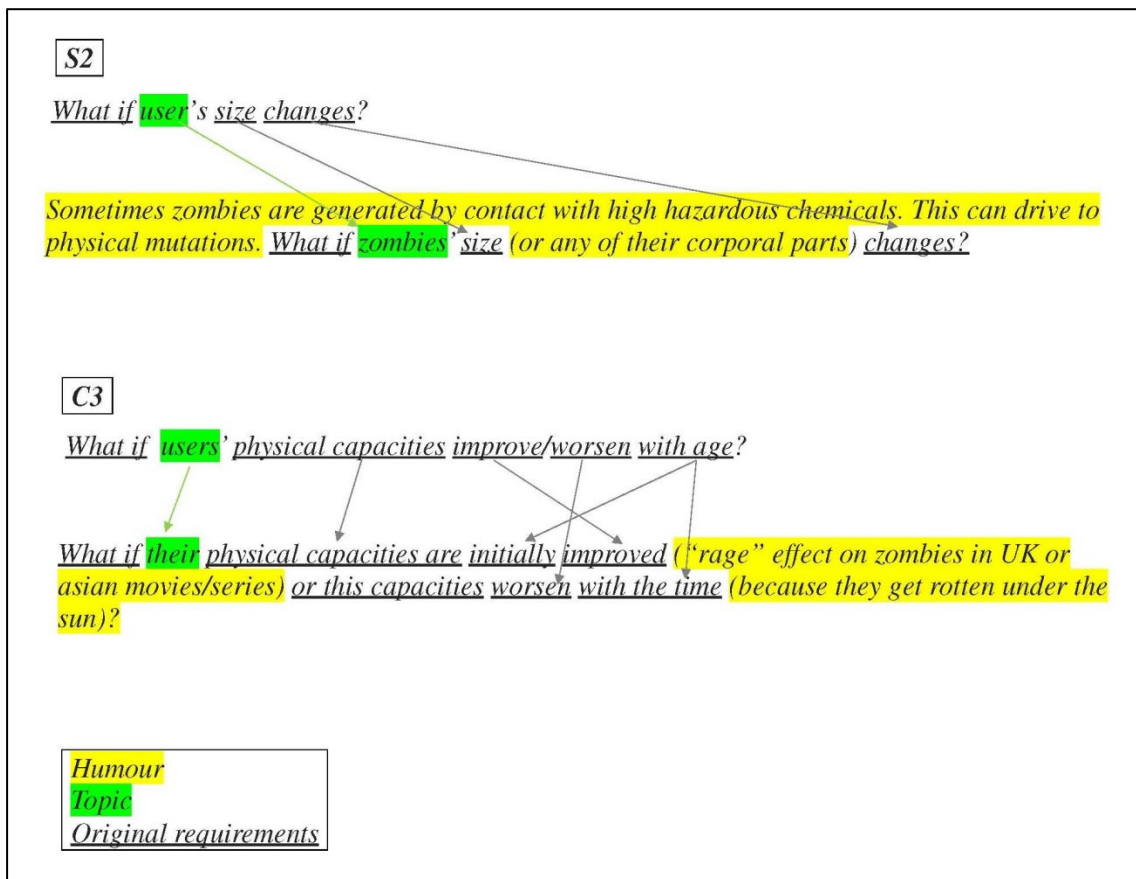 S2
What if user's size changes?
Sometimes zombies are generated by contact with high hazardous chemicals. This can drive to
physical mutations. What if zombies' size (or any of their corporal parts) changes?
C3
What if users' physical capacities improve/worsen with age?
What if their physical capacities are initially improved ("rage" effect on zombies in UK or
asian movies/series) or this capacities worsen with the time (because they get rotten under the
sun)?
Humour
Topic
Original requirements